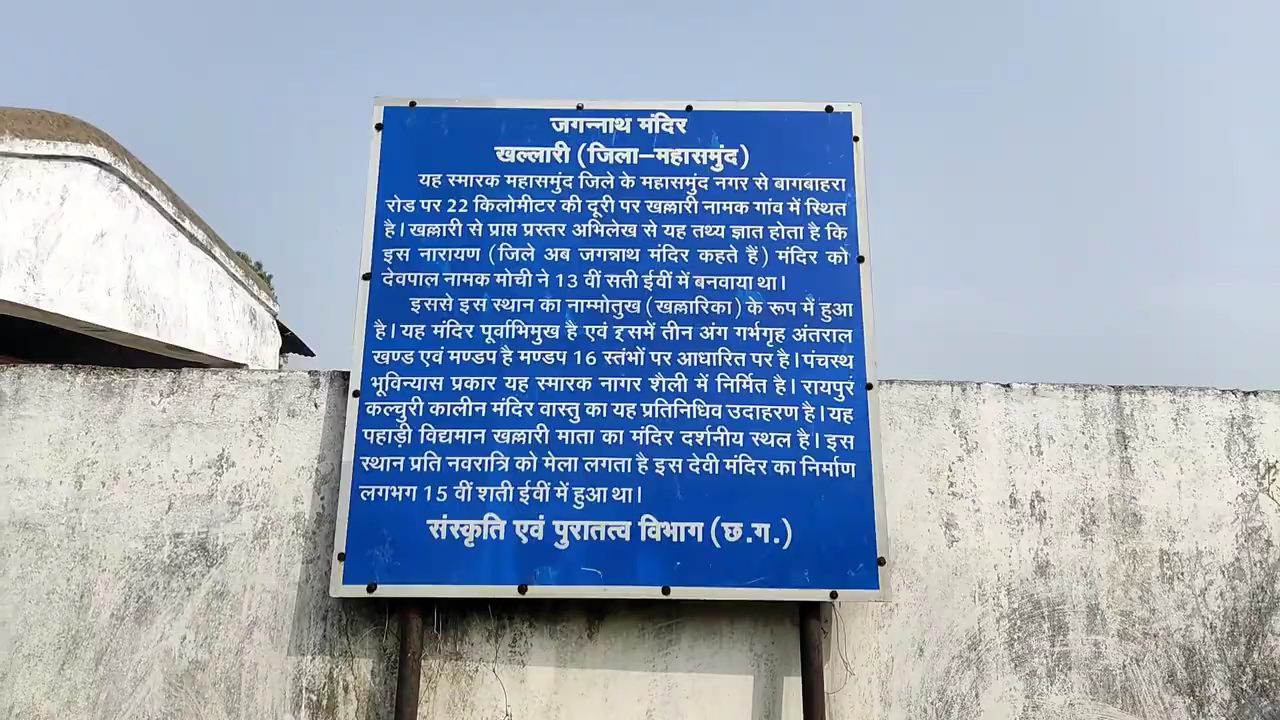 जगन्नाथ मंदिर
खल्लारी (जिला–महासमुंद)
यह स्मारक महासमुंद जिले के महासमुंद नगर से बागबाहरा
रोड पर 22 किलोमीटर की दूरी पर खल्लारी नामक गांव में स्थित
है। खल्लारी से प्राप्त प्रस्तर अभिलेख से यह तथ्य ज्ञात होता है कि
इस नारायण (जिले अब जगन्नाथ मंदिर कहते हैं) मंदिर को
देवपाल नामक मोची ने 13 वीं सती ईवीं में बनवाया था।
इससे इस स्थान का नाम्मोतुख (खल्लारिका) के रूप में हुआ
है। यह मंदिर पूर्वाभिमुख है एवं इसमें तीन अंग गर्भगृह अंतराल
खण्ड एवं मण्डप है मण्डप 16 स्तंभों पर आधारित पर है। पंचस्थ
भूविन्यास प्रकार यह स्मारक नागर शैली में निर्मित है। रायपुरं
कल्चुरी कालीन मंदिर वास्तु का यह प्रतिनिधिव उदाहरण है। यह
पहाड़ी विद्यमान खल्लारी माता का मंदिर दर्शनीय स्थल है। इस
स्थान प्रति नवरात्रि को मेला लगता है इस देवी मंदिर का निर्माण
लगभग 15 वीं शती ईवीं में हुआ था।
संस्कृति एवं पुरातत्व विभाग (छ.ग.)